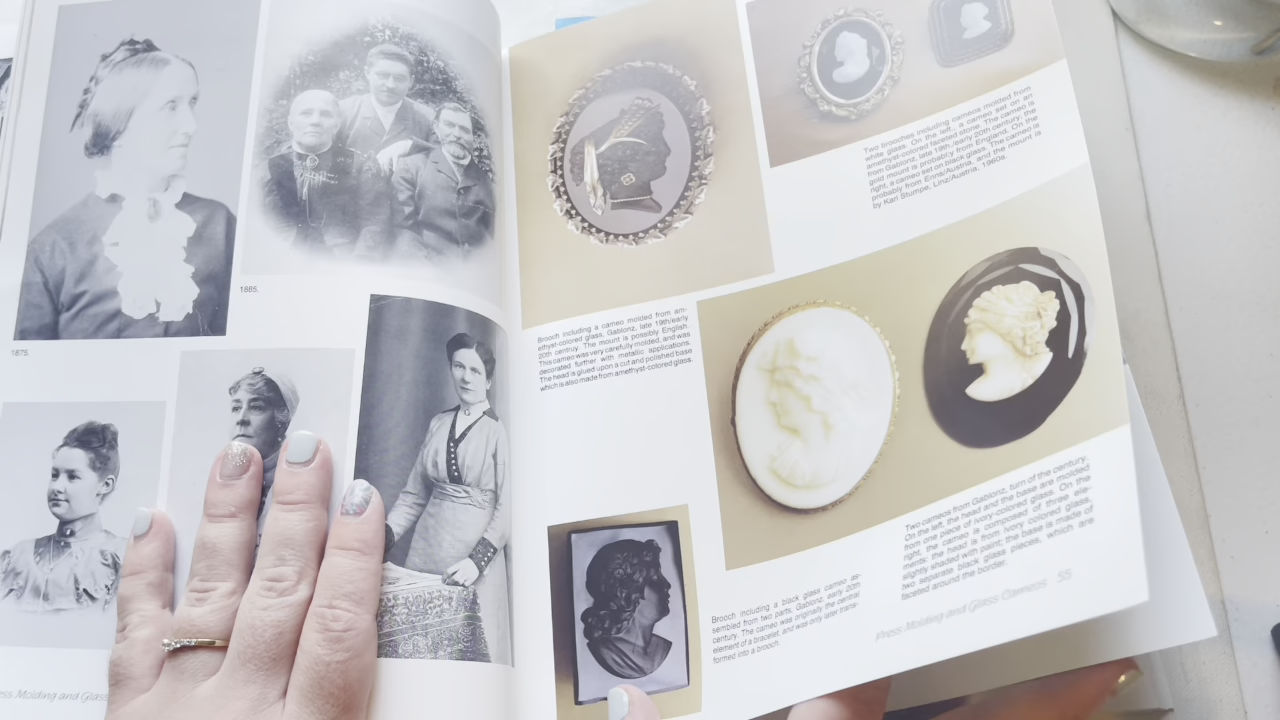 1875.
1885.
ess Molding and Glass
Brooch including a cameo molded from am-
ethyst-colored glass, Gablonz, late 19th/early
20th centruy. The mount is possibly English.
This cameo was very carefully molded, and was
decorated further with metallic applications.
The head is glued upon a cut and polished base
which is also made from amethyst-colored glass.
Two brooches including cameos molded from
white glass. On the left, a cameo set on an
amethyst-colored faceted stone. The cameo is
from Gablonz, late 19th/early 20th century, the
gold mount is probably from England. On the
right, a cameo set on black glass. The cameo is
probably from Enns/Austria, and the mount is
by Karl Stumpe, Linz/Austria, 1960s.
Two cameos from Gablonz, turn of the century.
On the left, the head and the base are molded
from one piece of ivory-colored glass. On the
right, the cameo is composed of three ele-
ments: the head is from ivory colored glass,
slightly shaded with paint; the base is made of
two separate black glass pieces, which are
faceted around the border.
Brooch including a black glass cameo as-
sembled from two parts, Gablonz, early 20th
century. The cameo was originally the central
element of a bracelet, and was only later trans-
formed into a brooch.
Press Molding and Glass Cameos 55